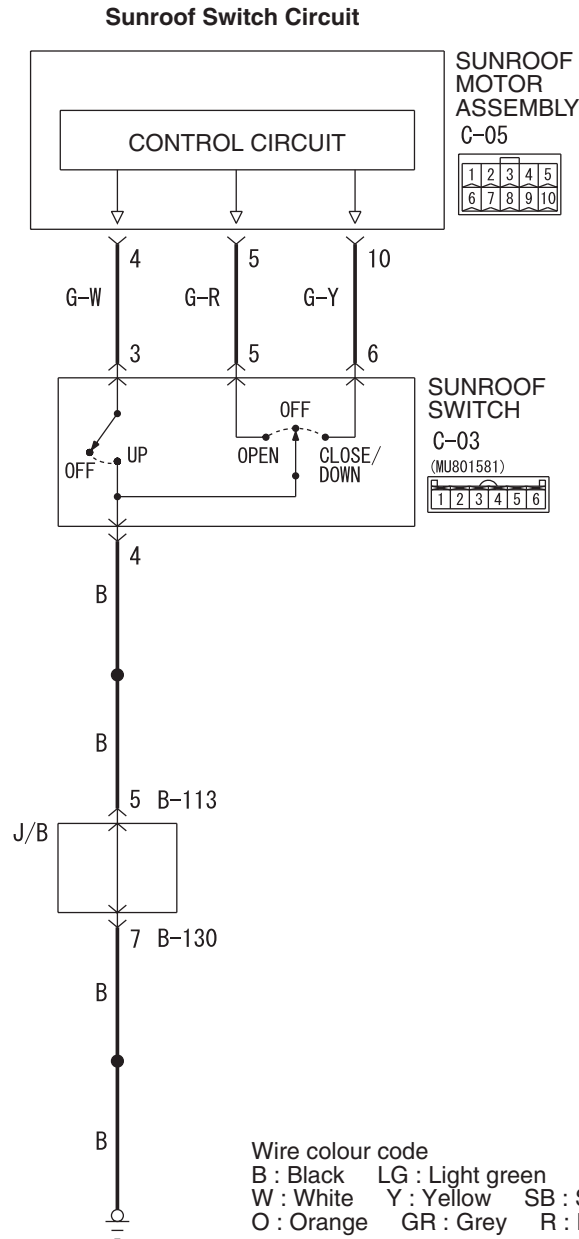 Sunroof Switch Circuit
SUNROOF
MOTOR
ASSEMBLY
C-05
CONTROL CIRCUIT
1 2 3 4 5
6 7 8 9 10
4 5 10
G-W G-R G-Y
3 5 6
SUNROOF
SWITCH
C-03
(MU801581)
1 2 3 4 5 6
OFF
OFF UP OPEN CLOSE/
DOWN
4
B
B
5 B-113
J/B
7 B-130
B
B
Wire colour code
B : Black LG : Light green
W : White Y : Yellow SB :
O : Orange GR : Grey R :